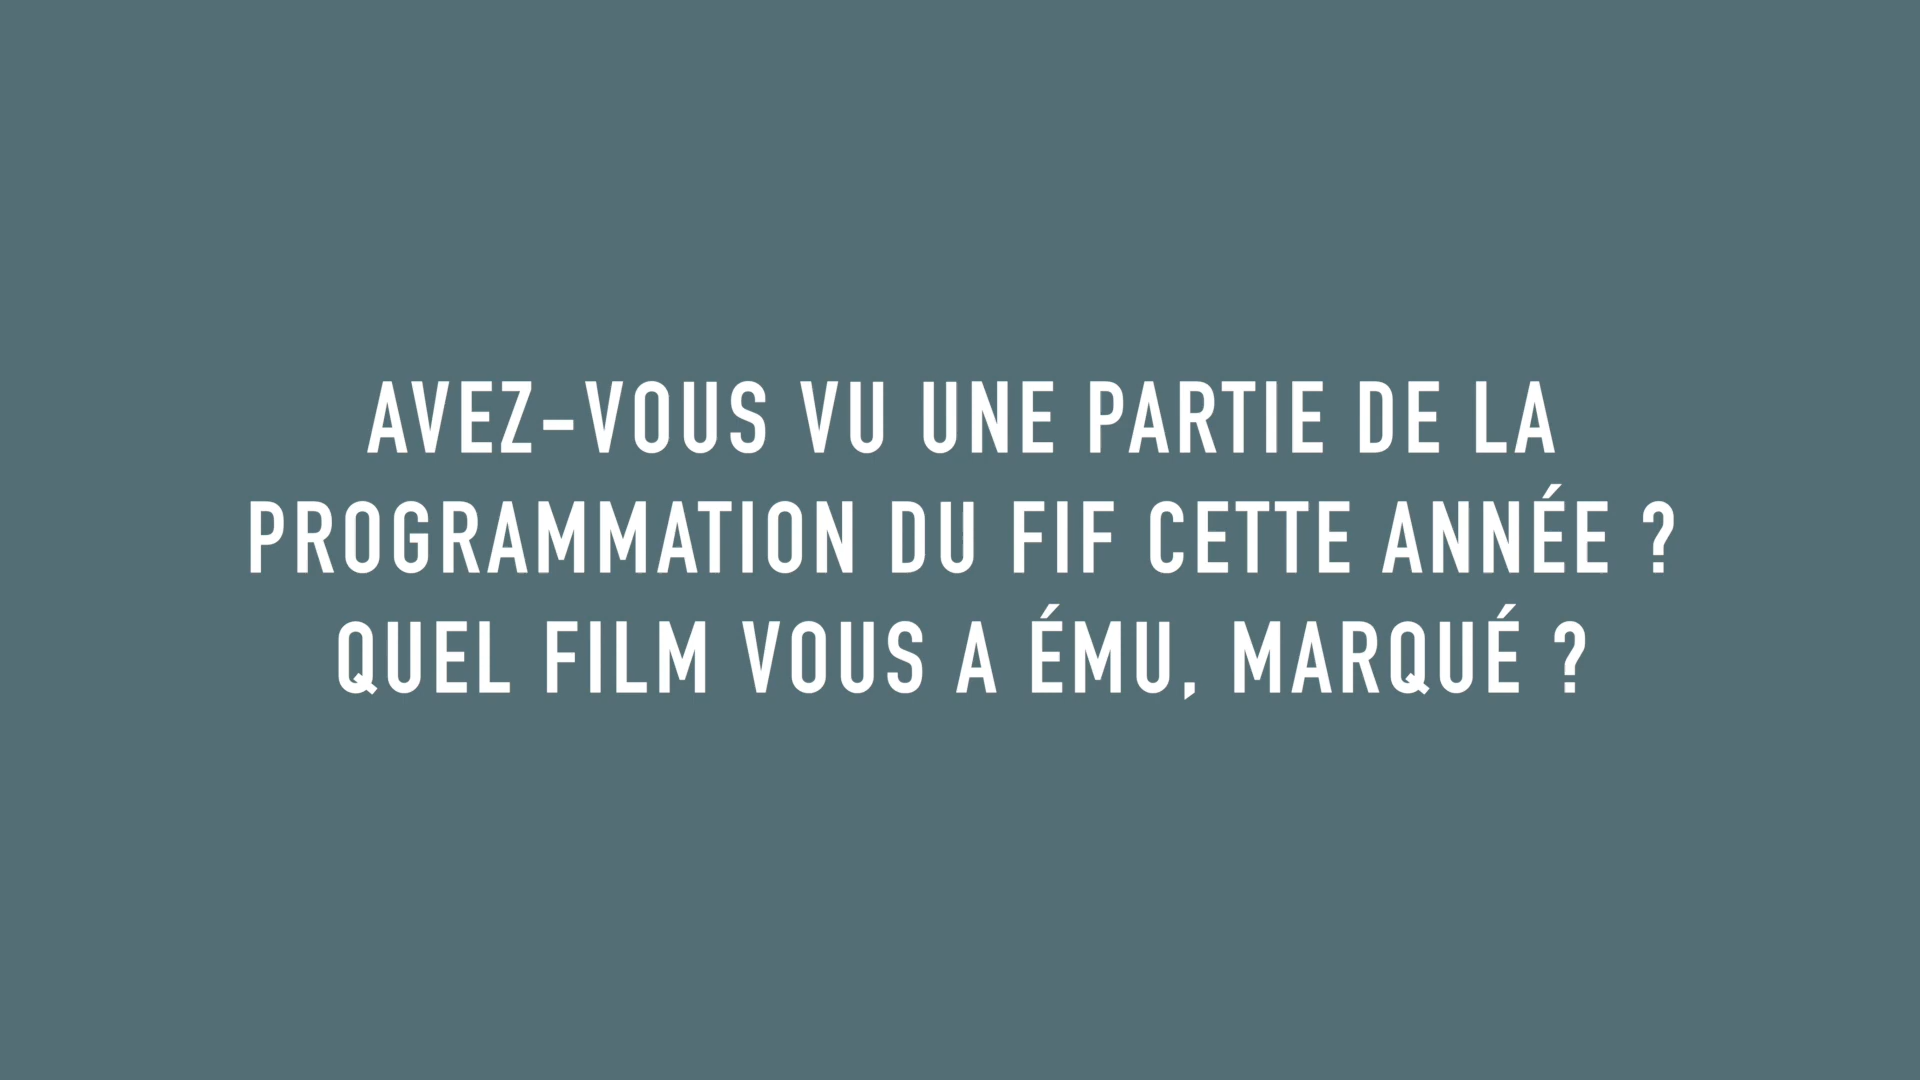 AVEZ-VOUS VU UNE PARTIE DE LA
PROGRAMMATION DU FIF CETTE ANNÉE ?
QUEL FILM VOUS A ÉMU, MARQUÉ ?